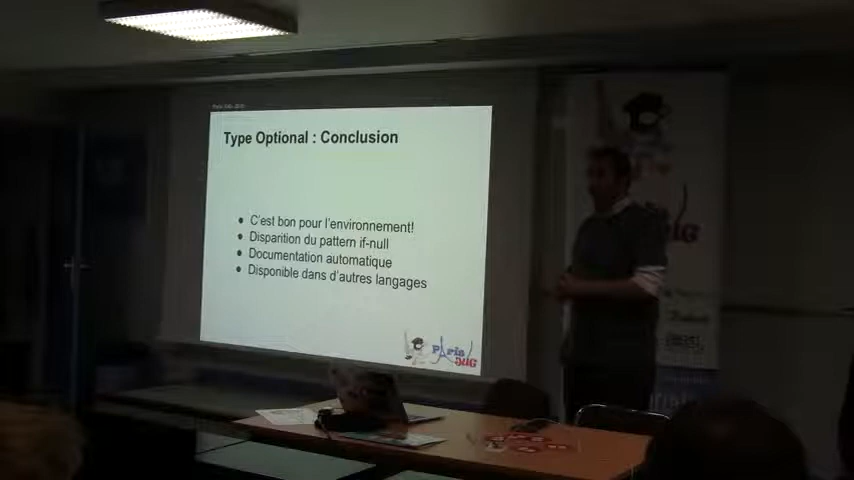 Type Optional : Conclusion
● C'est bon pour l'environnement!
● Disparition du pattern if-null
● Documentation automatique
● Disponible dans d'autres langages
Paris
JUG